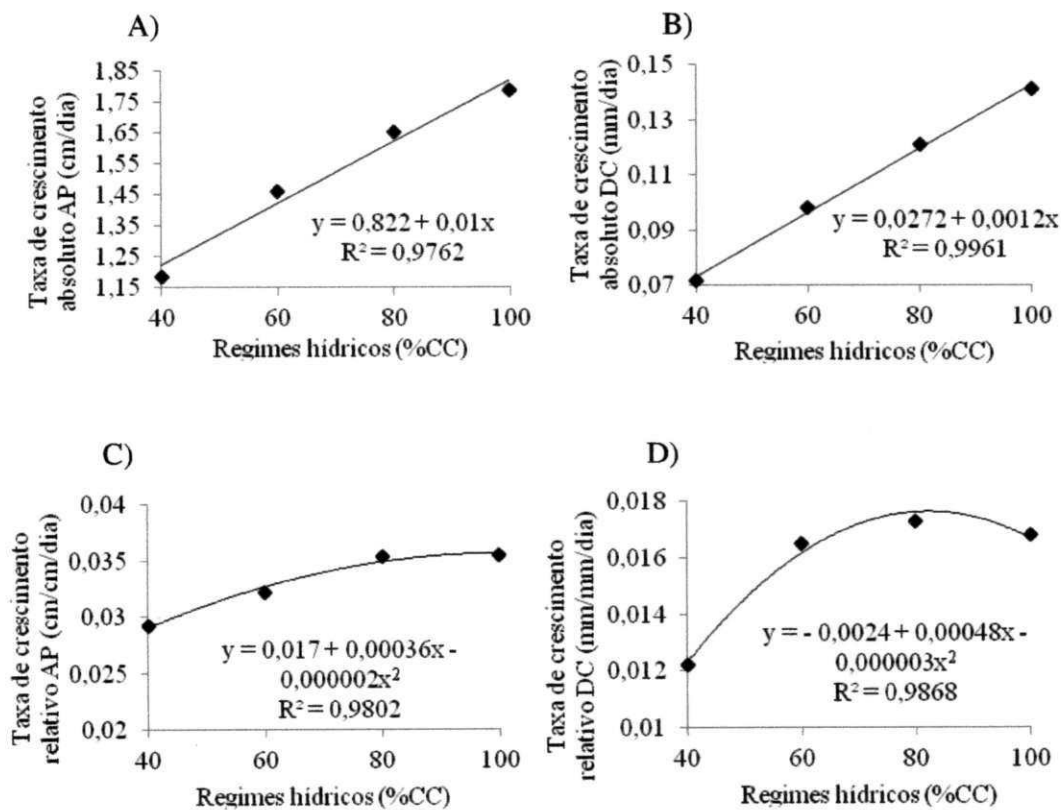 A)
Taxa de crescimento
absoluto AP (cm/dia)
1,85
1,75
1,65
1,55
1,45
1,35
1,25
1,15
y = 0.822 + 0.01x
R² = 0,9762
40 60 80 100
Regimes hídricos (%CC)
B)
Taxa de crescimento
absoluto DC (mm/dia)
0,15
0,13
0,11
0,09
0,07
y = 0,0272 + 0,0012x
R² = 0,9961
40 60 80 100
Regimes hídricos (%CC)
C)
Taxa de crescimento
relativo AP (cm/cm/dia)
0,04
0,035
0,03
0,025
0,02
y = 0,017 + 0,00036x -
0,000002x²
R² = 0,9802
40 60 80 100
Regimes hídricos (%CC)
D)
Taxa de crescimento
relativo DC (mm/mm/dia)
0,018
0,016
0,014
0,012
0,01
y = - 0,0024 + 0,00048x -
0,000003x²
R² = 0,9868
40 60 80 100
Regimes hídricos (%CC)